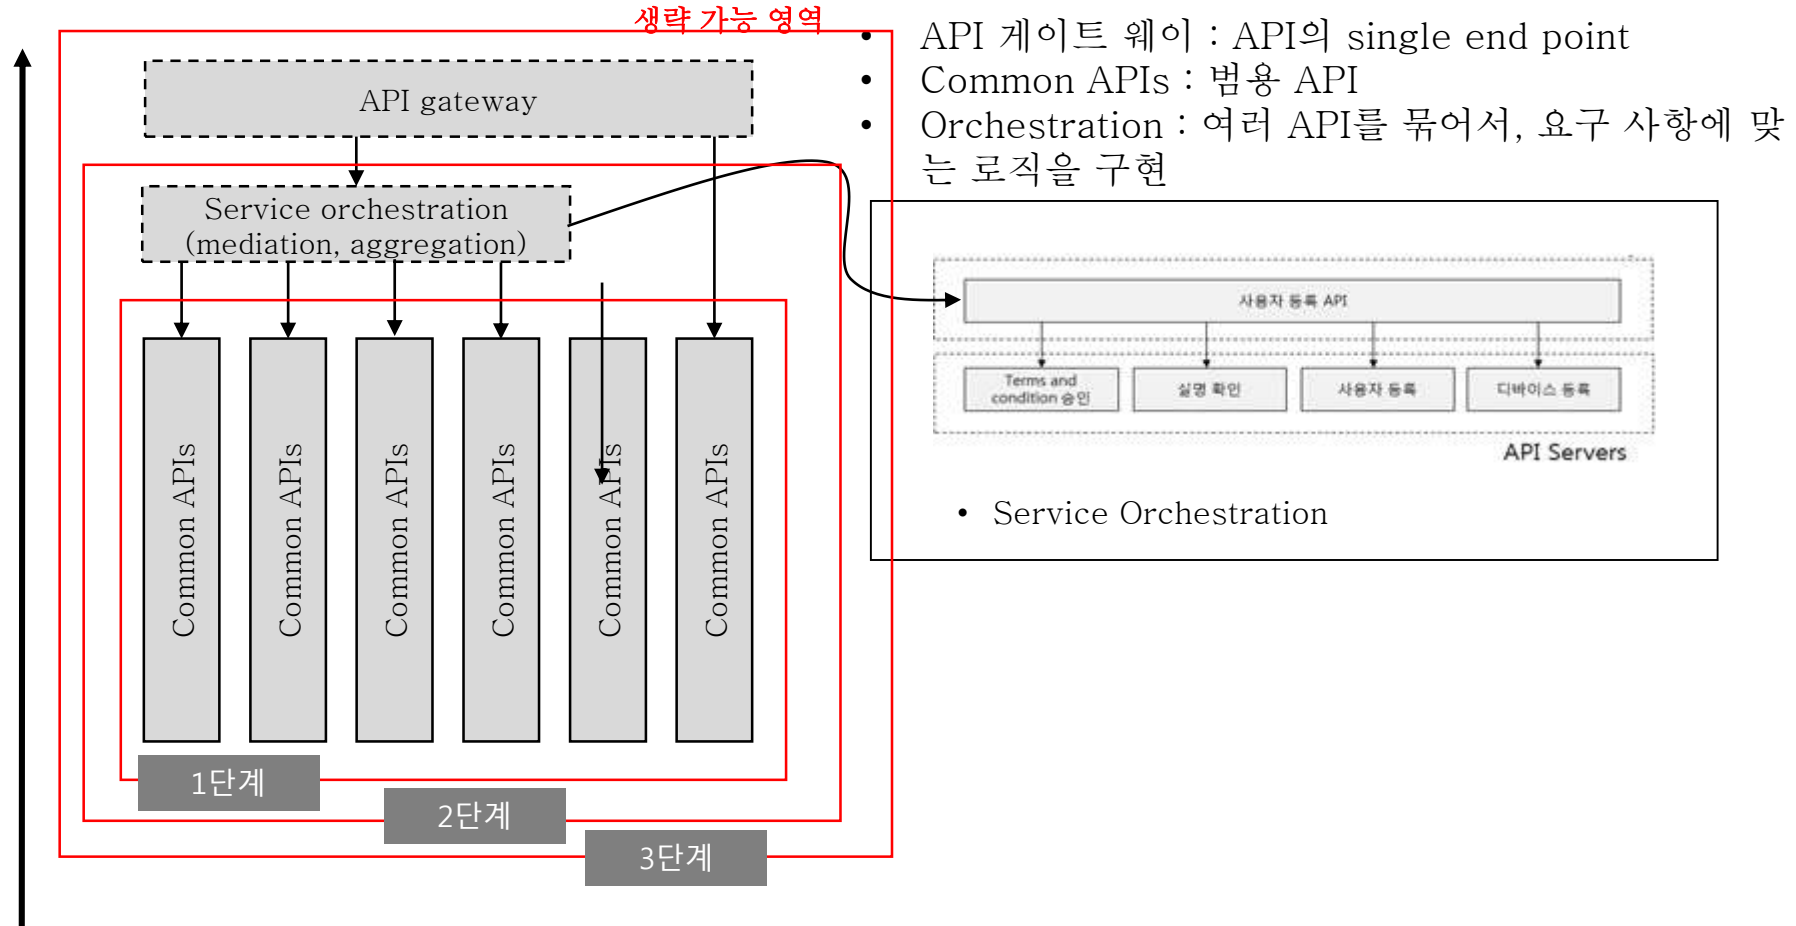 생략 가능 영역
API gateway
Service orchestration
(mediation, aggregation)
Common APIs
Common APIs
Common APIs
Common APIs
Common APIs
Common APIs
1단계
2단계
3단계
• API 게이트 웨이 : API의 single end point
• Common APIs : 범용 API
• Orchestration : 여러 API를 묶어서, 요구 사항에 맞
는 로직을 구현
사용자 등록 API
Terms and
condition 승인
실명 확인
사용자 등록
디바이스 등록
API Servers
• Service Orchestration